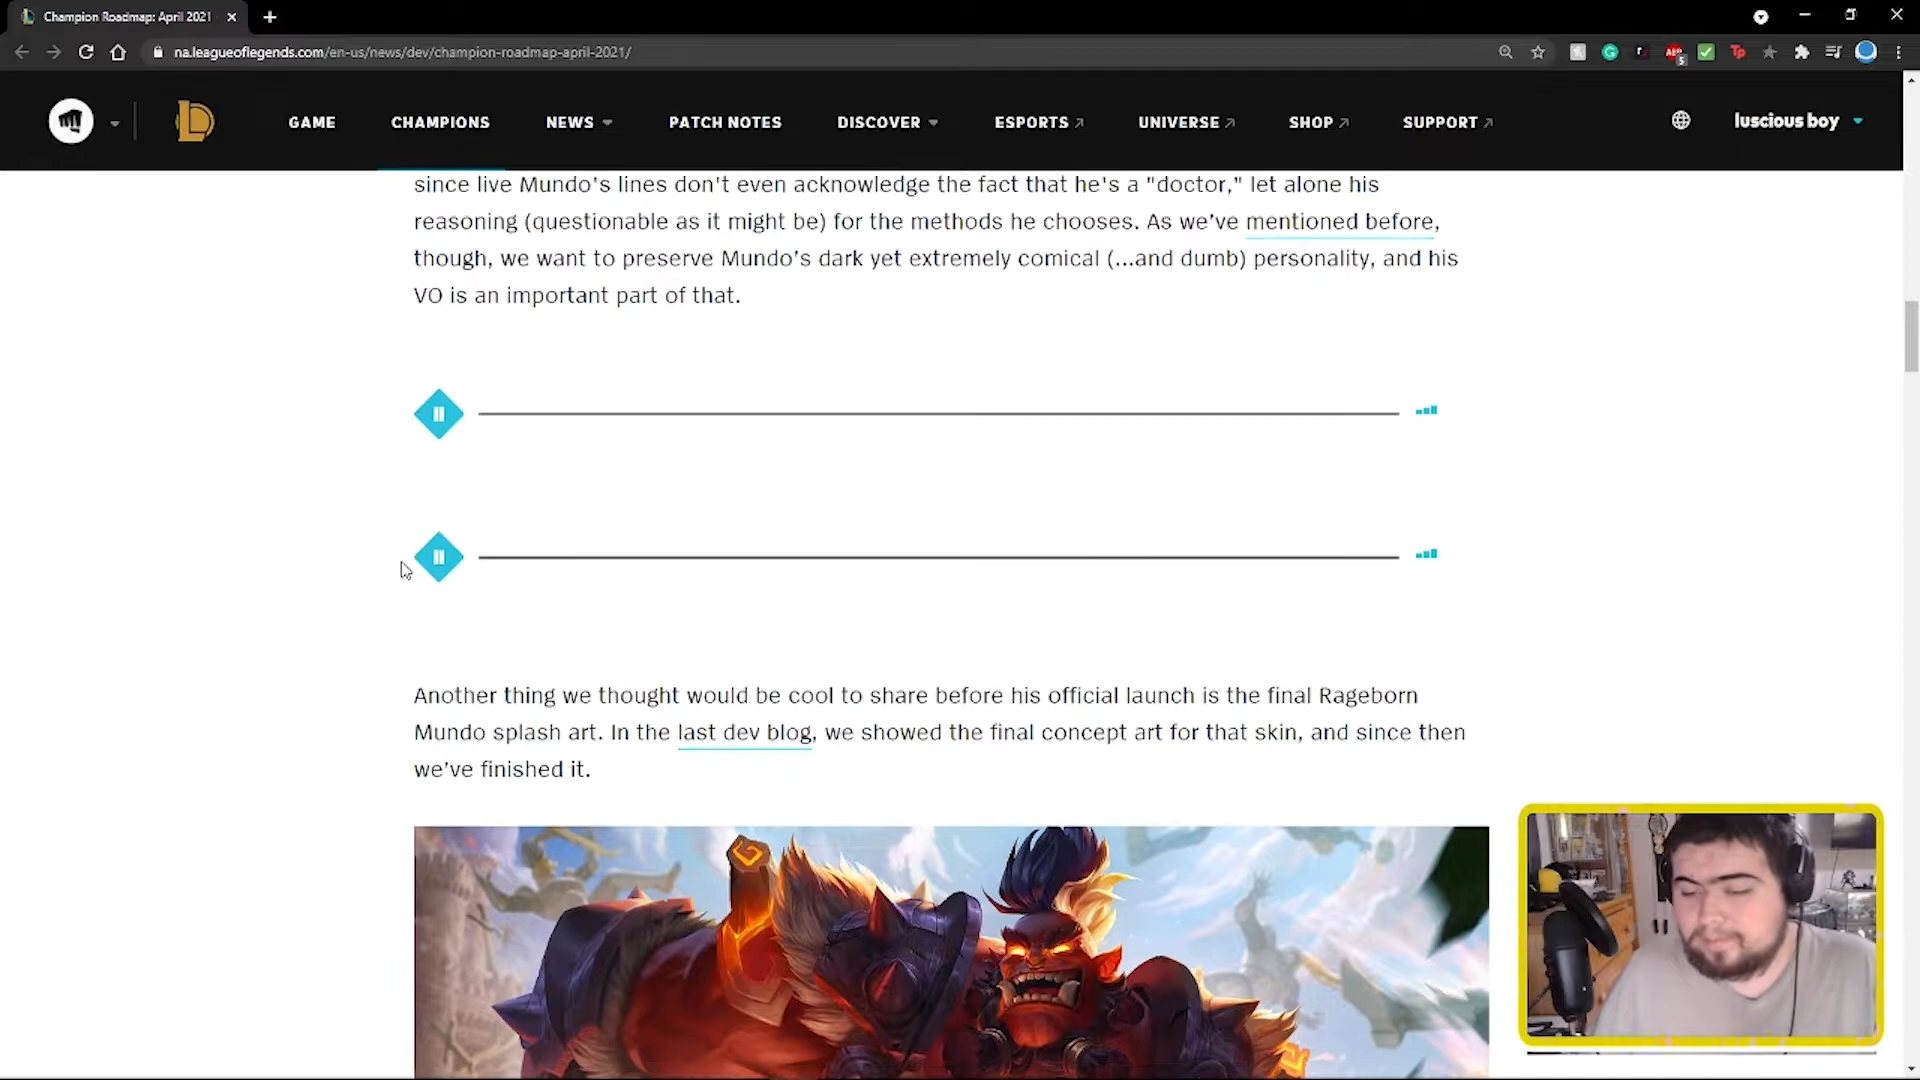 Champion Roadmap: April 2021
na.leagueoflegends.com/en-us/news/dev/champion-roadmap-april-2021/
ABP
5
Tp
GAME
CHAMPIONS
NEWS
PATCH NOTES
DISCOVER
ESPORTS
UNIVERSE
SHOP
SUPPORT
luscious boy
since live Mundo's lines don't even acknowledge the fact that he's a "doctor," let alone his
reasoning (questionable as it might be) for the methods he chooses. As we've mentioned before,
though, we want to preserve Mundo's dark yet extremely comical (...and dumb) personality, and his
VO is an important part of that.
Another thing we thought would be cool to share before his official launch is the final Rageborn
Mundo splash art. In the last dev blog, we showed the final concept art for that skin, and since then
we've finished it.